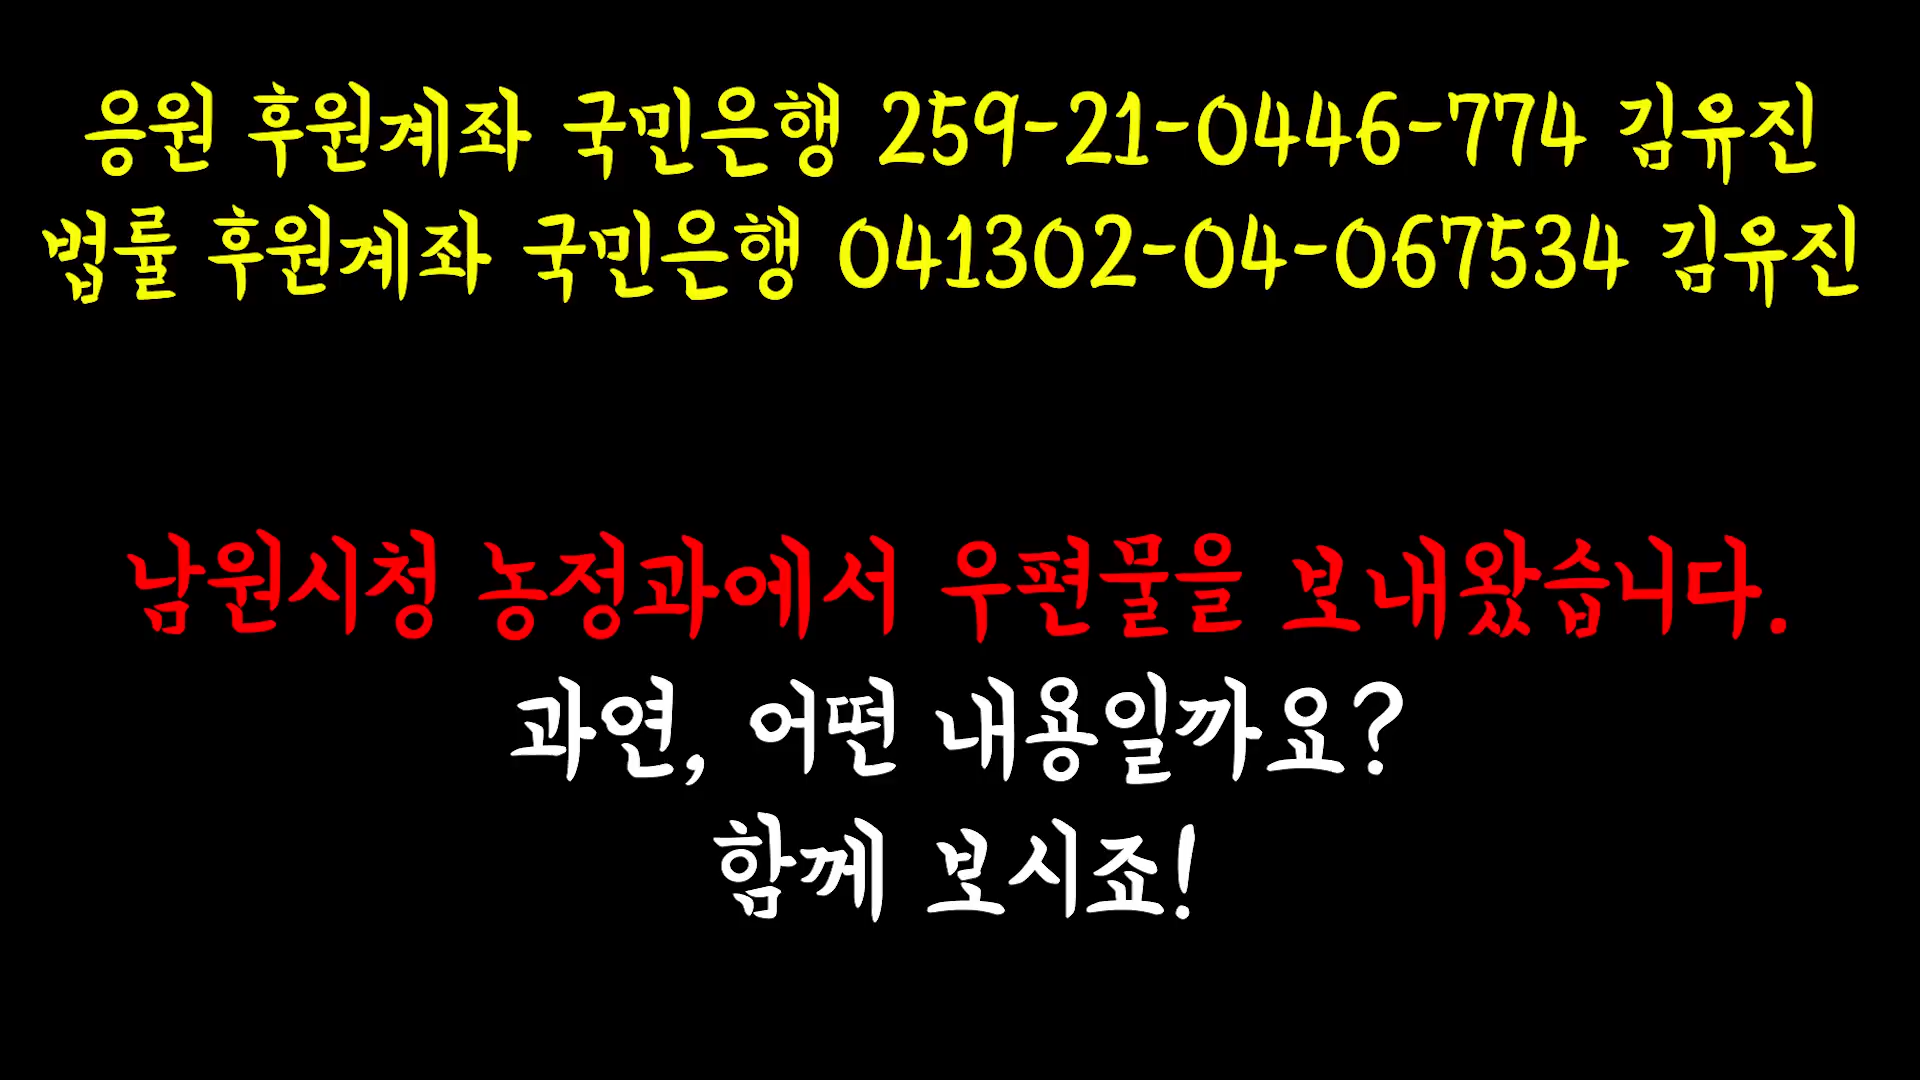 응원 후원계좌 국민은행 259-21-0446-774 김유진
법률 후원계좌 국민은행 041302-04-067534 김유진
남원시청 농정과에서 우편물을 보내왔습니다.
과연, 어떤 내용일까요?
함께 보시죠!